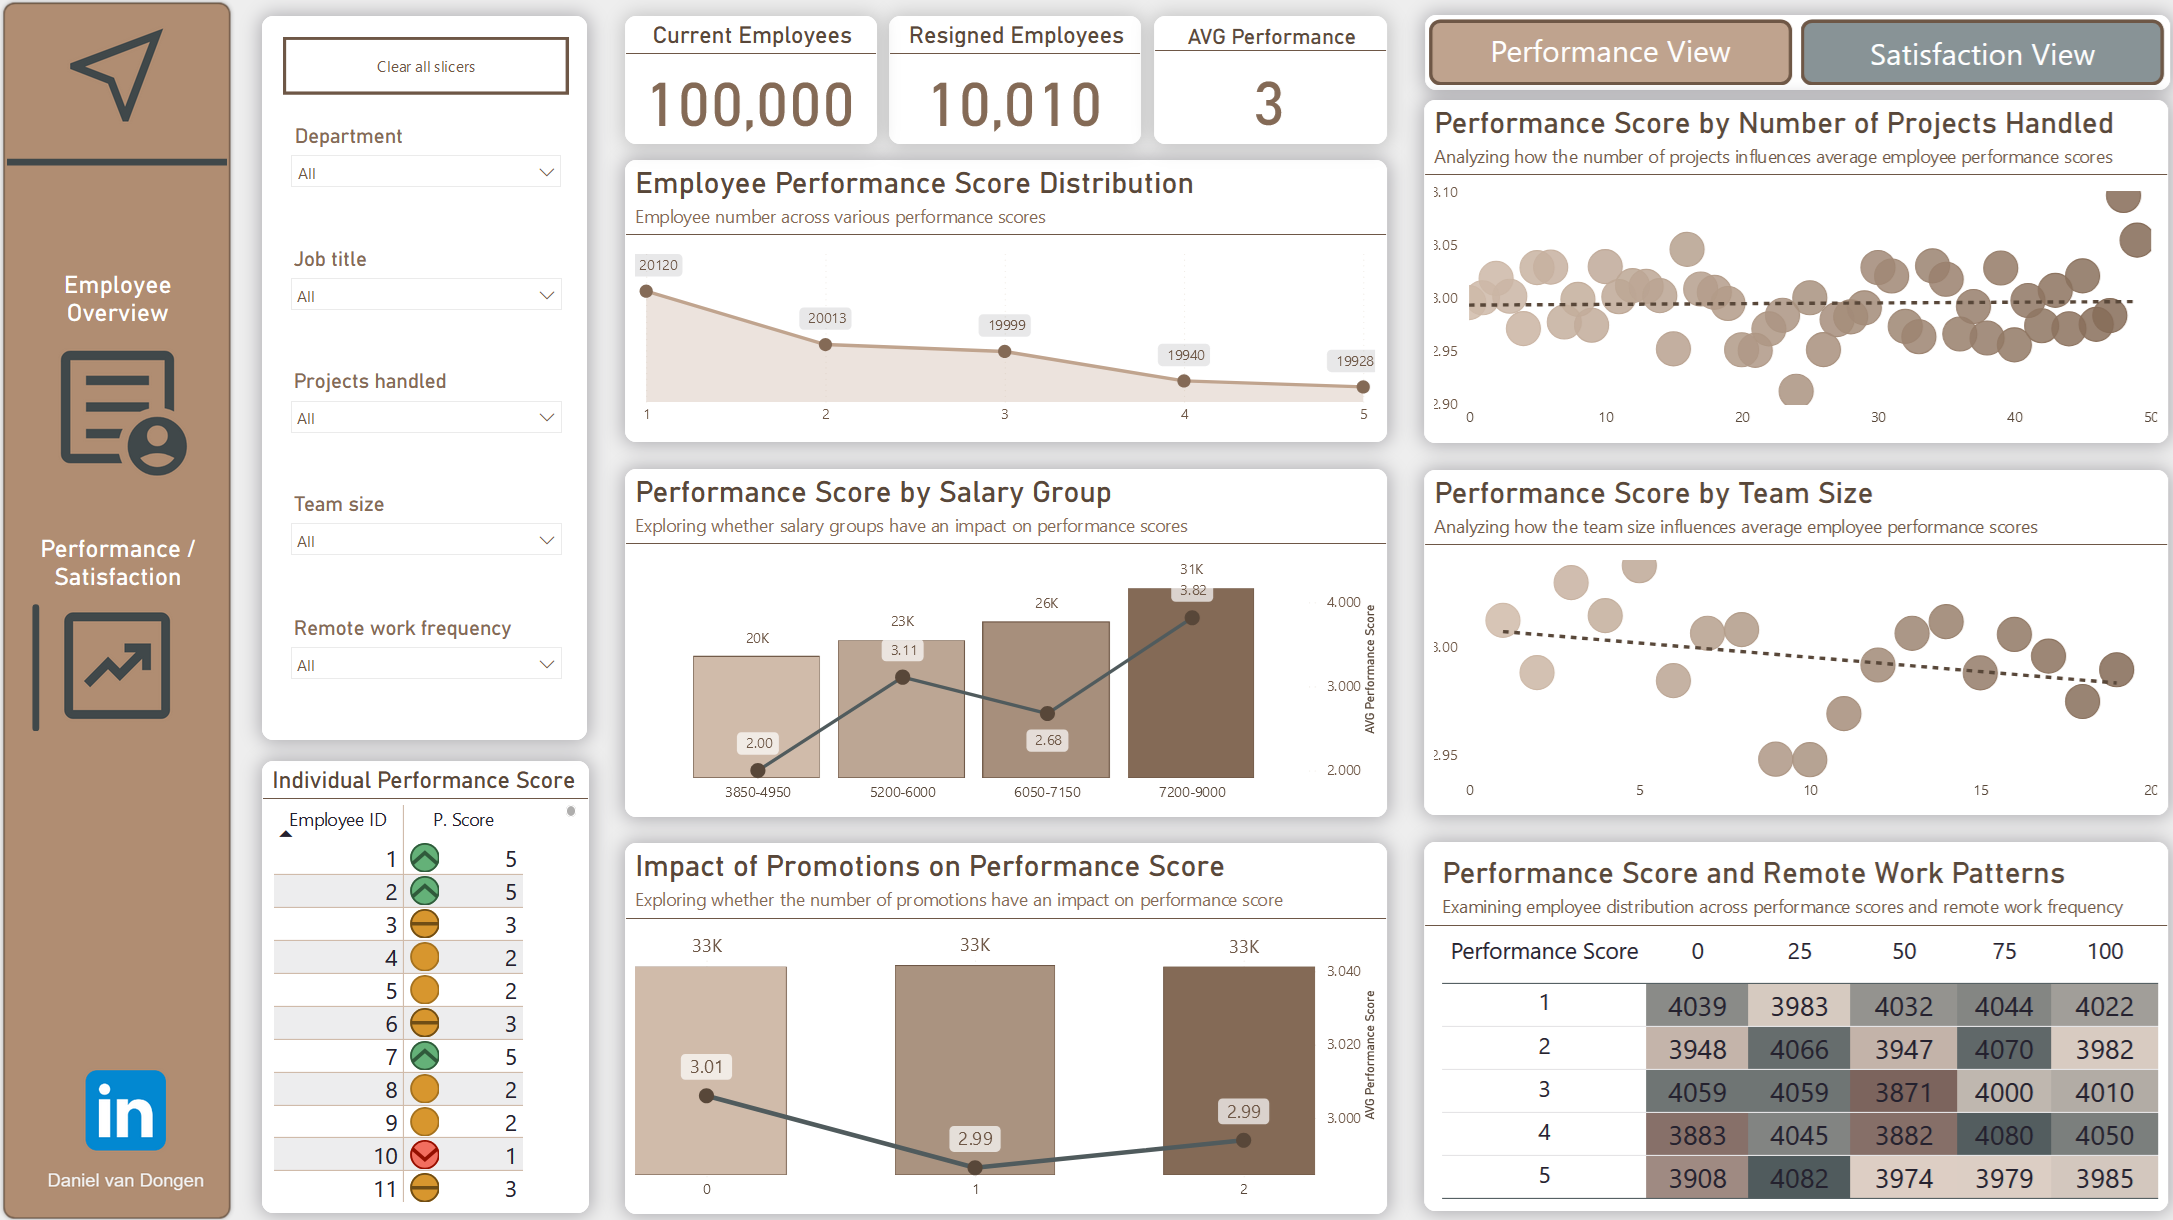 Employee
Overview
Performance /
Satisfaction
in
Daniel van Dongen
Clear all slicers
Department
All
Job title
All
Projects handled
All
Team size
All
Remote work frequency
All
Individual Performance Score
Employee ID P. Score
1 5
2 5
3 3
4 2
5 2
6 3
7 5
8 2
9 2
10 1
11 3
Current Employees
100,000
Resigned Employees
10,010
AVG Performance
3
Employee Performance Score Distribution
Employee number across various performance scores
20120
20013
19999
19940
19928
1 2 3 4 5
Performance Score by Salary Group
Exploring whether salary groups have an impact on performance scores
20K
23K
26K
31K
2.00
3.11
2.68
3.82
4.000
3.000
2.000
AVG Performance Score
3850-4950 5200-6000 6050-7150 7200-9000
Impact of Promotions on Performance Score
Exploring whether the number of promotions have an impact on performance score
33K 33K 33K
3.01
2.99
2.99
3.040
3.020
3.000
AVG Performance Score
0 1 2
Performance View
Satisfaction View
Performance Score by Number of Projects Handled
Analyzing how the number of projects influences average employee performance scores
3.10
3.05
3.00
2.95
2.90
0 10 20 30 40 50
Performance Score by Team Size
Analyzing how the team size influences average employee performance scores
3.00
2.95
0 5 10 15 20
Performance Score and Remote Work Patterns
Examining employee distribution across performance scores and remote work frequency
Performance Score 0 25 50 75 100
1 4039 3983 4032 4044 4022
2 3948 4066 3947 4070 3982
3 4059 4059 3871 4000 4010
4 3883 4045 3882 4080 4050
5 3908 4082 3974 3979 3985